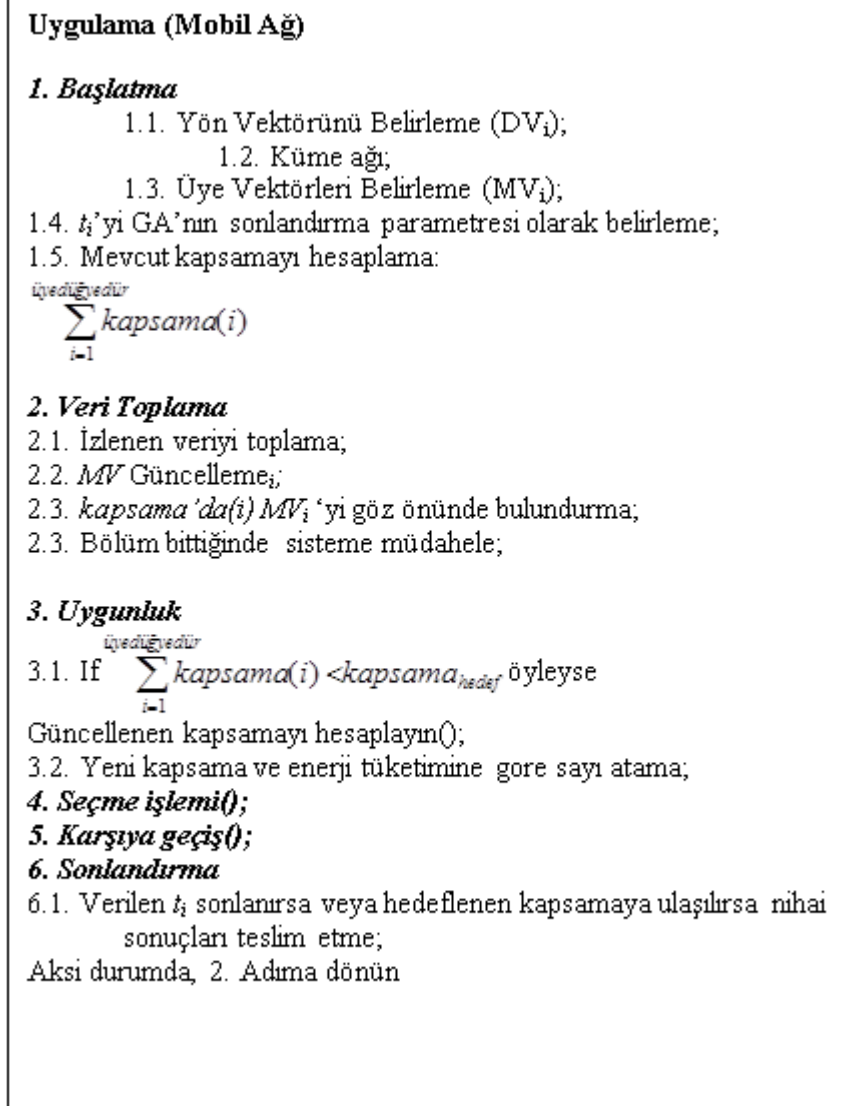 Uygulama (Mobil Ağ)
1. Başlatma
1.1. Yön Vektörünü Belirleme (DVi);
1.2. Küme ağı;
1.3. Üye Vektörleri Belirleme (MVi);
1.4. ti'yi GA'nın sonlandırma parametresi olarak belirleme;
1.5. Mevcut kapsamayı hesaplama:
üyedüğyedür
∑ kapsama(i)
i=1
2. Veri Toplama
2.1. İzlenen veriyi toplama;
2.2. MV Güncellemei;
2.3. kapsama'da(i) MVi 'yi göz önünde bulundurma;
2.3. Bölüm bittiğinde sisteme müdahele;
3. Uygunluk
üyedüğyedür
3.1. If ∑ kapsama(i) <kapsamahedef öyleyse
i=1
Güncellenen kapsamayı hesaplayın();
3.2. Yeni kapsama ve enerji tüketimine gore sayı atama;
4. Seçme işlemi();
5. Karşıya geçiş();
6. Sonlandırma
6.1. Verilen ti sonlanırsa veya hedeflenen kapsamaya ulaşılırsa nihai
sonuçları teslim etme;
Aksi durumda, 2. Adıma dönün